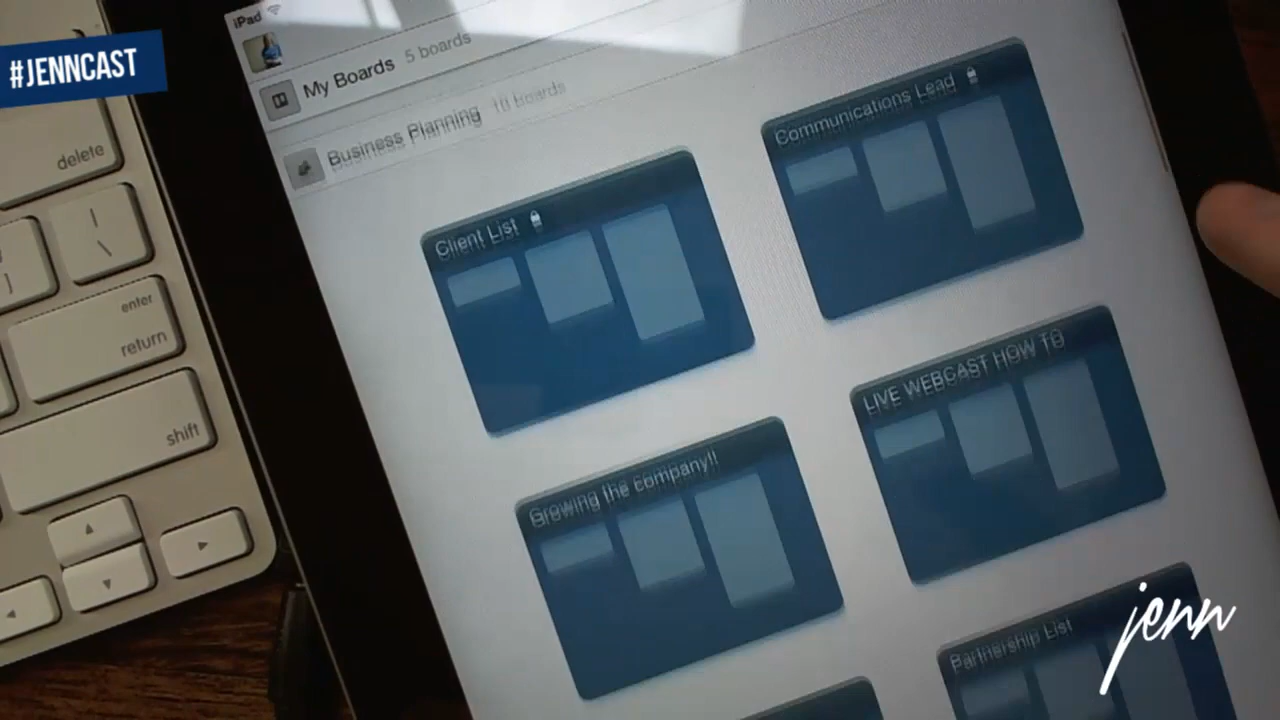 #JENNCAST
iPad
My Boards 5 boards
Business Planning 10 boards
Client List
Communications Lead
Growing the company!!
LIVE WEBCAST HOW TO
Partnership List
delete
enter
return
shift
jenn